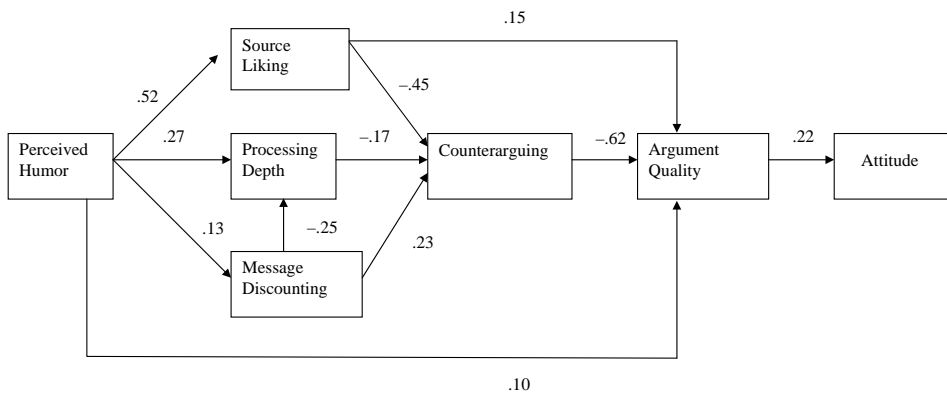 .15
Source
Liking
–.45
.52
.27
–.17
–.62
.22
Perceived
Humor
Processing
Depth
Counterarguing
Argument
Quality
Attitude
.13
–.25
.23
Message
Discounting
.10